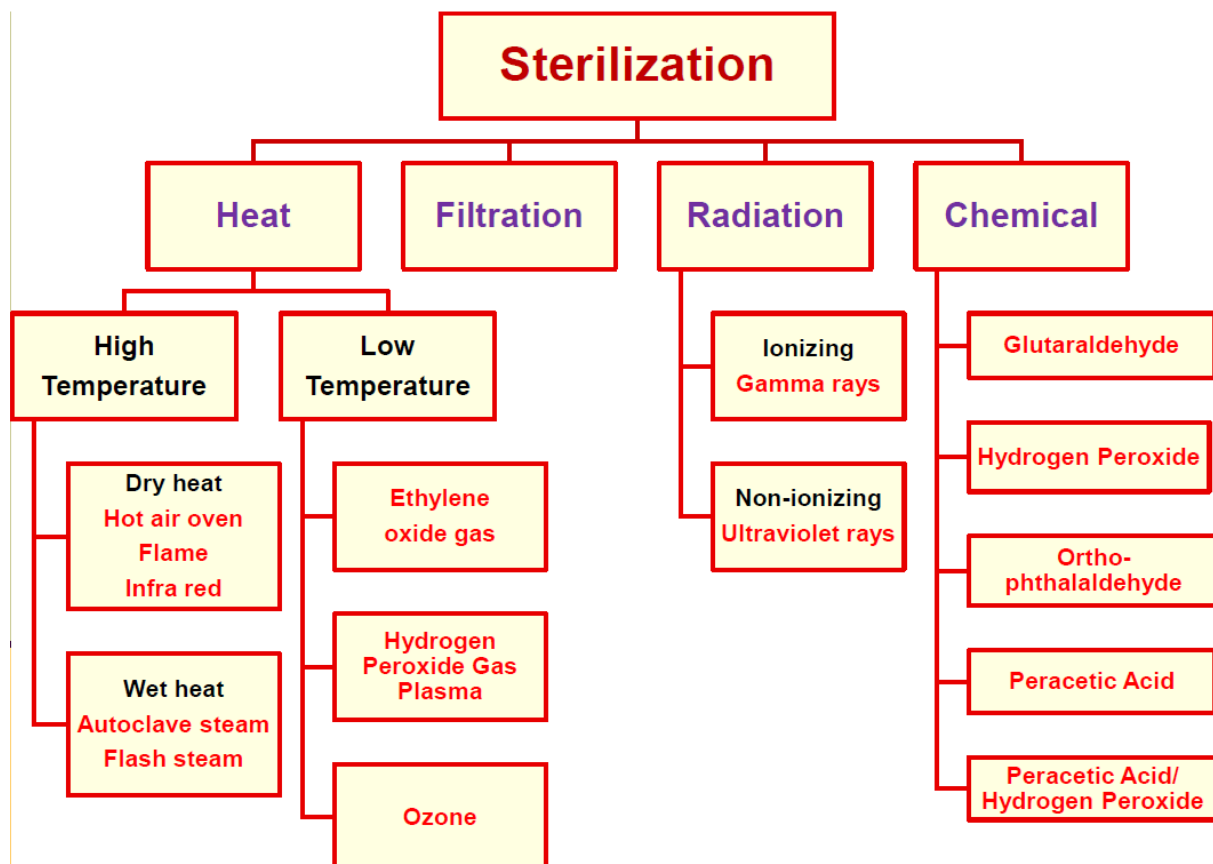 Sterilization
Heat
Filtration
Radiation
Chemical
High
Temperature
Low
Temperature
Dry heat
Hot air oven
Flame
Infra red
Wet heat
Autoclave steam
Flash steam
Ethylene
oxide gas
Hydrogen
Peroxide Gas
Plasma
Ozone
Ionizing
Gamma rays
Non-ionizing
Ultraviolet rays
Glutaraldehyde
Hydrogen Peroxide
Ortho-
phthalaldehyde
Peracetic Acid
Peracetic Acid/
Hydrogen Peroxide